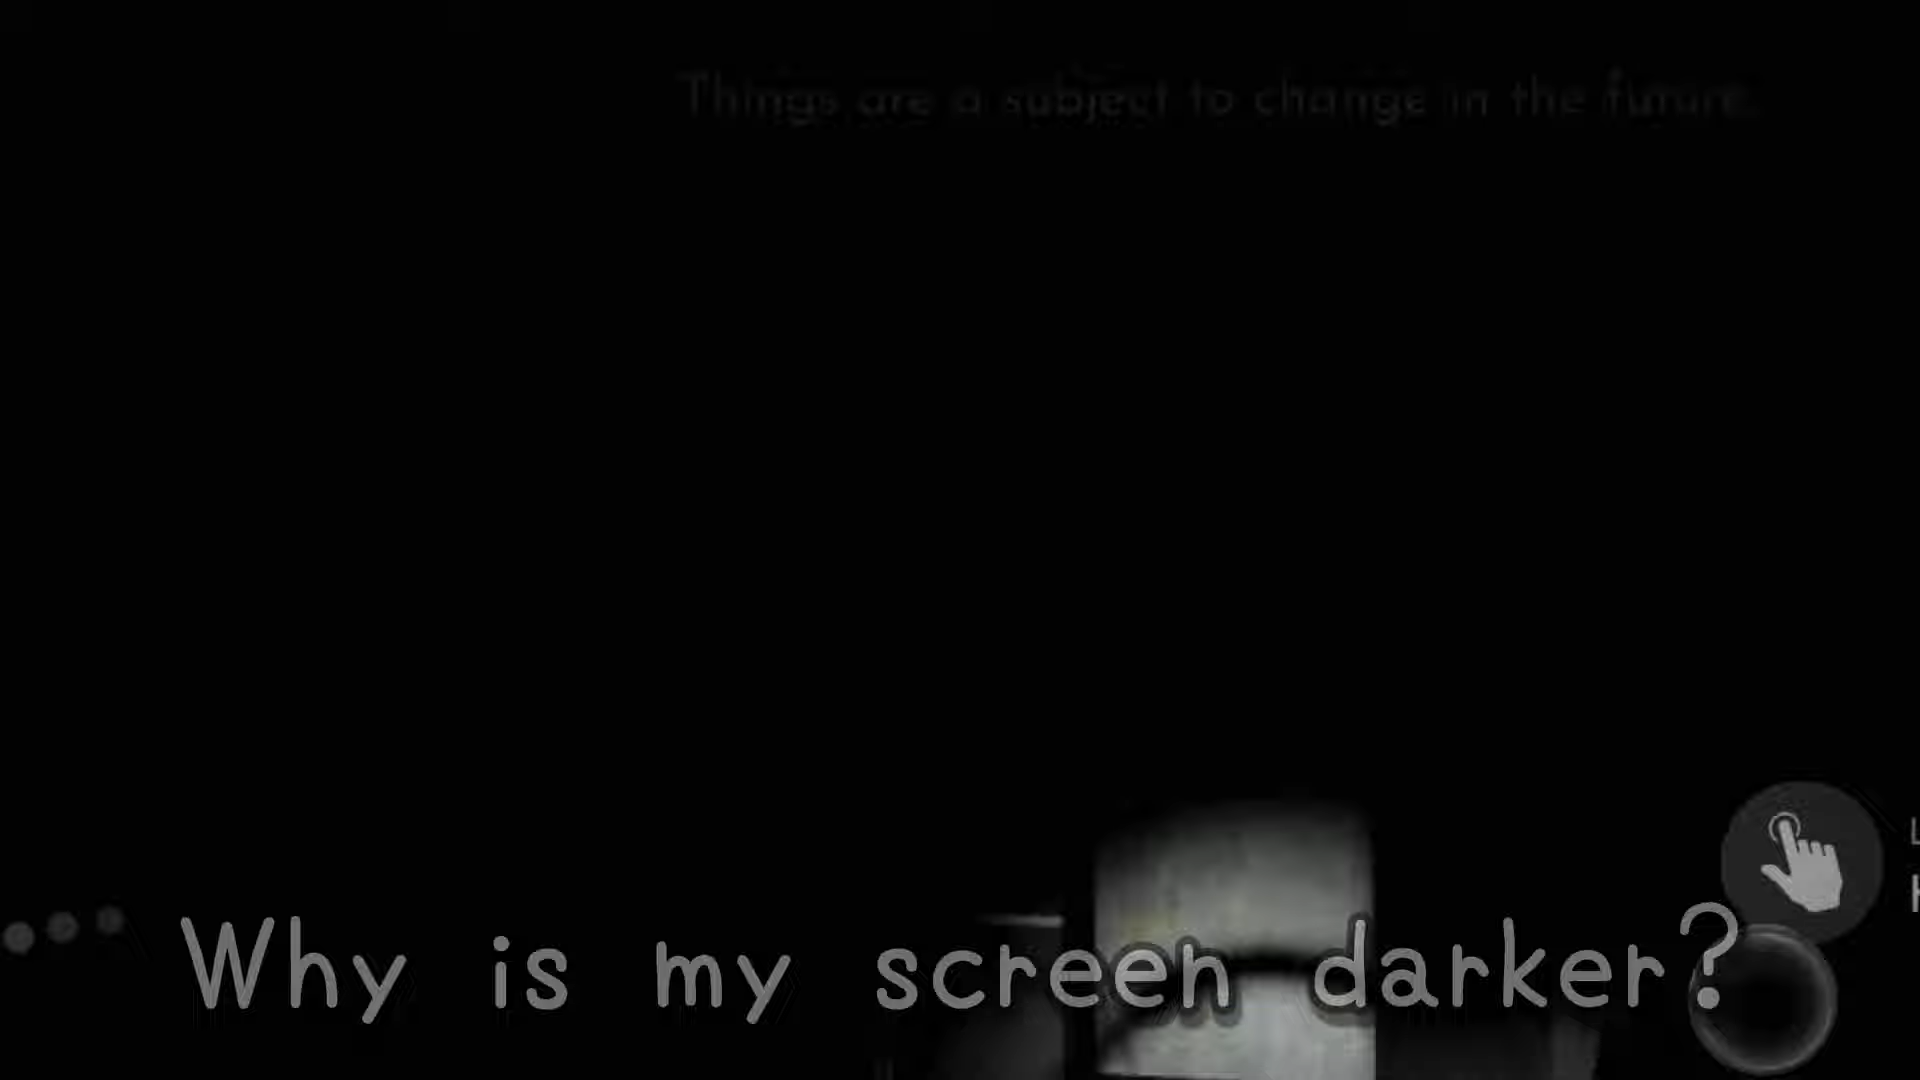 Things are a subject to change in the future.
Why is my screen darker?